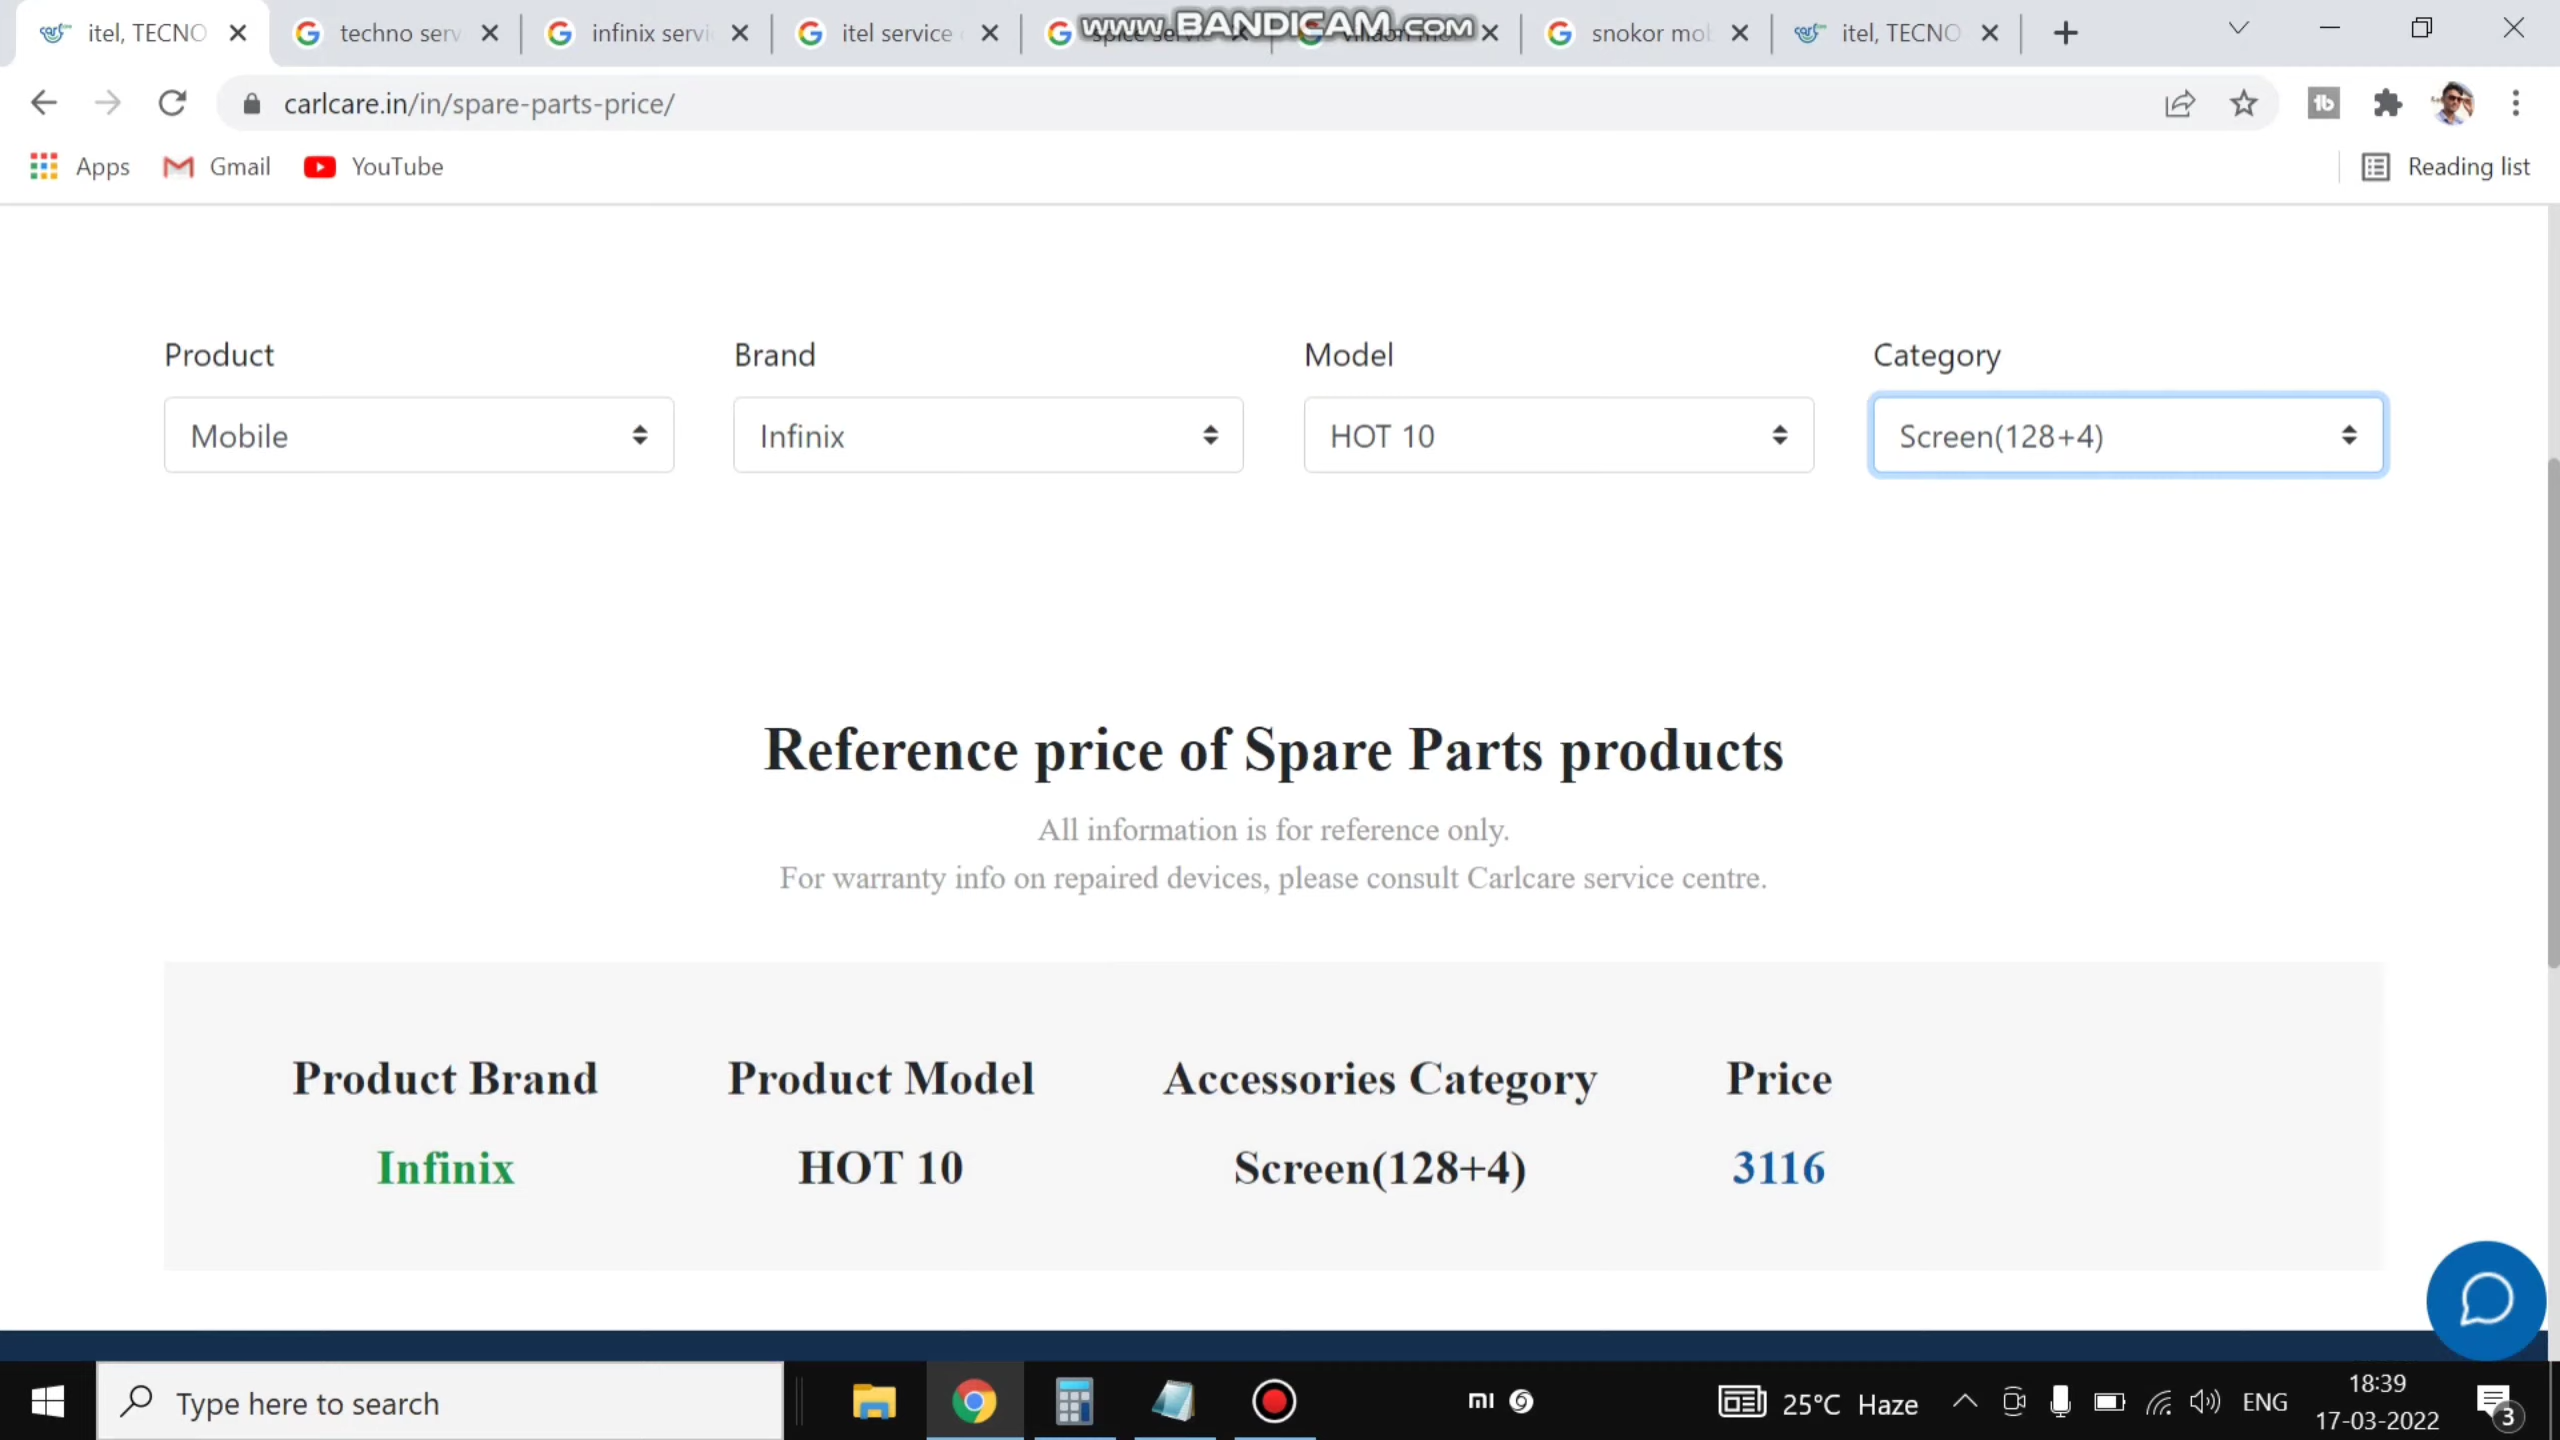 itel, TECNO
techno serv
infinix servi
itel service
www.BANDICAM.com
snokor mo
itel, TECNO
carlcare.in/in/spare-parts-price/
Apps
Gmail
YouTube
Reading list
Product
Brand
Model
Category
Mobile
Infinix
HOT 10
Screen(128+4)
Reference price of Spare Parts products
All information is for reference only.
For warranty info on repaired devices, please consult Carlcare service centre.
Product Brand
Product Model
Accessories Category
Price
Infinix
HOT 10
Screen(128+4)
3116
Type here to search
25°C Haze
ENG
18:39
17-03-2022
3